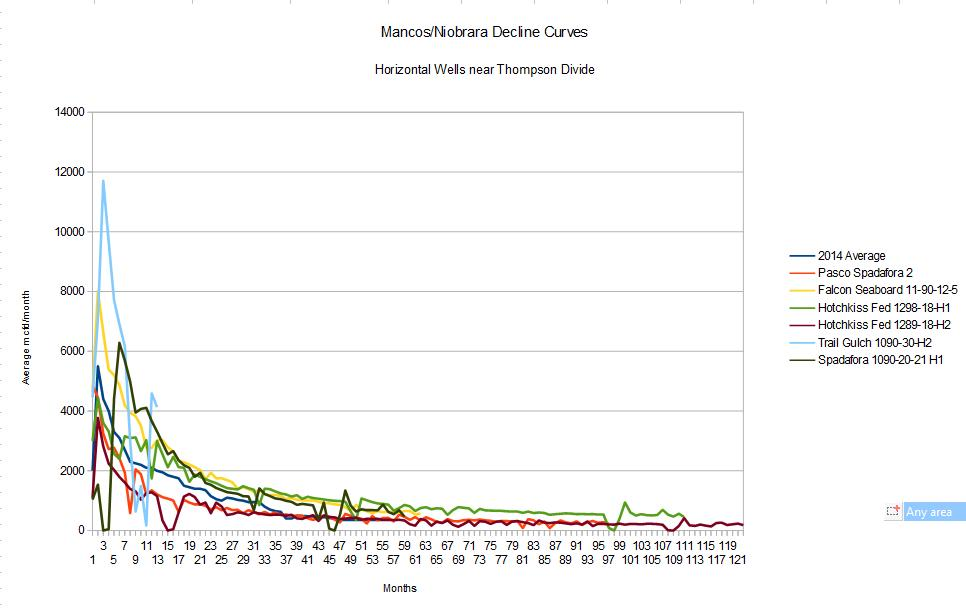 Mancos/Niobrara Decline Curves
Horizontal Wells near Thompson Divide
14000
12000
10000
8000
6000
4000
2000
0
Average mcfd/month
3 7 11 15 19 23 27 31 35 39 43 47 51 55 59 63 67 71 75 79 83 87 91 95 99 103 107 111 115 119
1 5 9 13 17 21 25 29 33 37 41 45 49 53 57 61 65 69 73 77 81 85 89 93 97 101 105 109 113 117 121
Months
2014 Average
Pasco Spadafora 2
Falcon Seaboard 11-90-12-5
Hotchkiss Fed 1298-18-H1
Hotchkiss Fed 1289-18-H2
Trail Gulch 1090-30-H2
Spadafora 1090-20-21 H1
Any area